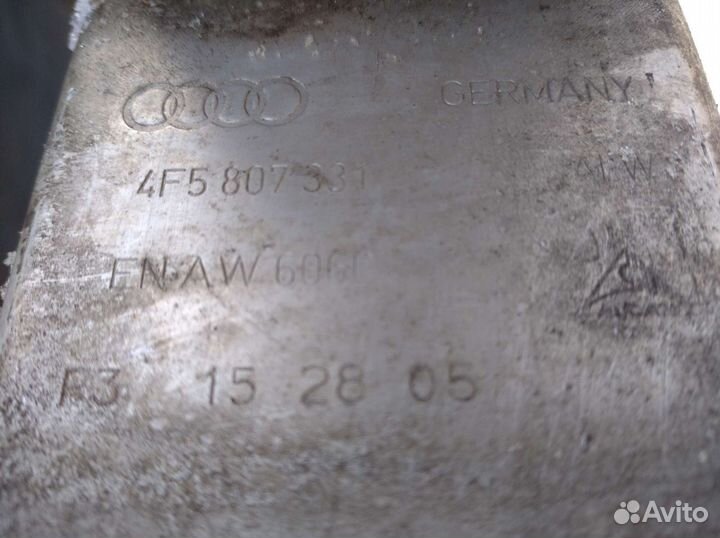 GERMANY
4F5 807 331
EN-AW 6060
F3 15 28 05
Avito